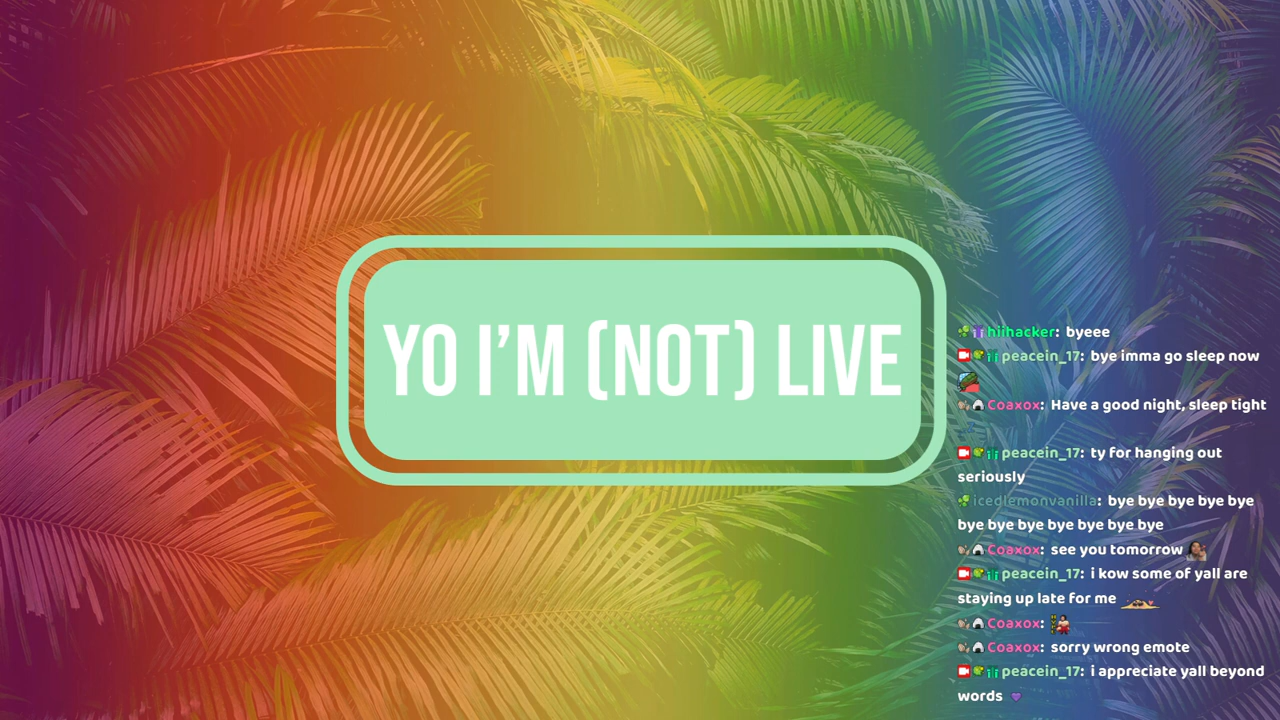 YO I'M (NOT) LIVE
hiihacker: byeee
peacein_17: bye imma go sleep now
Coaxox: Have a good night, sleep tight
peacein_17: ty for hanging out
seriously
icedlemonvanilla: bye bye bye bye bye
bye bye bye bye bye bye bye
Coaxox: see you tomorrow
peacein_17: i kow some of yall are
staying up late for me
Coaxox:
Coaxox: sorry wrong emote
peacein_17: i appreciate yall beyond
words